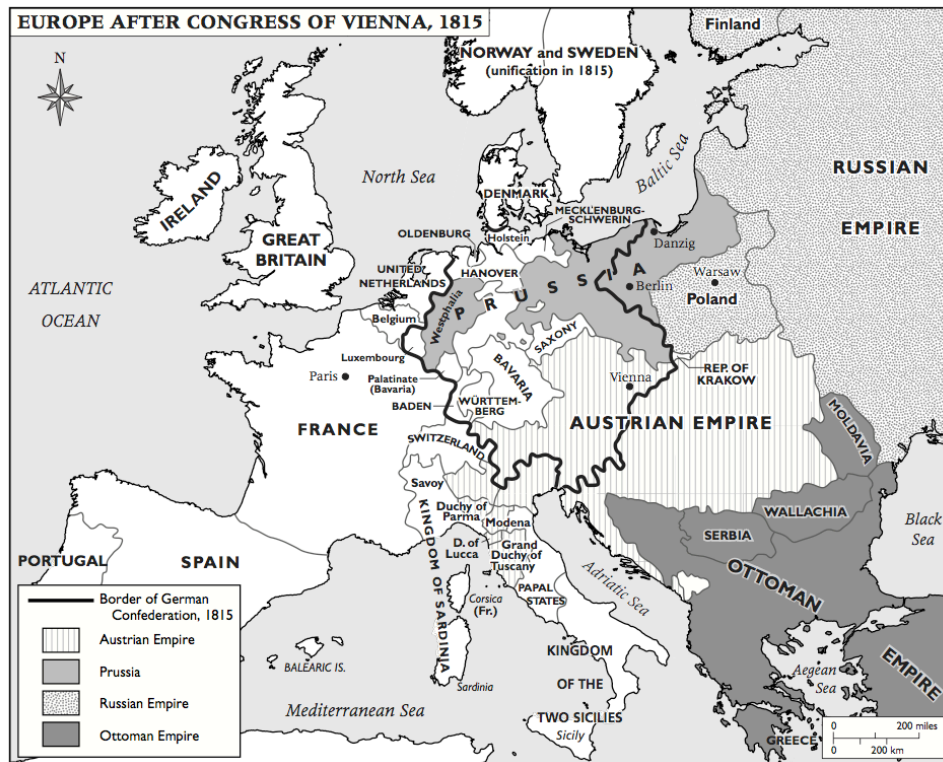 EUROPE AFTER CONGRESS OF VIENNA, 1815
Finland
N
NORWAY and SWEDEN
(unification in 1815)
RUSSIAN
EMPIRE
Baltic Sea
North Sea
IRELAND
DENMARK
MECKLENBURG-
SCHWERIN
GREAT
BRITAIN
OLDENBURG
Holstein
Danzig
HANOVER
UNITED
NETHERLANDS
PRUSSIA
Berlin
Warsaw
Poland
ATLANTIC
OCEAN
Belgium
Westphalia
SAXONY
Luxembourg
Paris
Palatinate
(Bavaria)
BAVARIA
Vienna
REP. OF
KRAKOW
BADEN
WÜRTTEM-
BERG
FRANCE
AUSTRIAN EMPIRE
MOLDAVIA
SWITZERLAND
Savoy
Duchy of
Parma
Modena
WALLACHIA
SERBIA
Black
Sea
D. of
Lucca
Grand
Duchy of
Tuscany
PORTUGAL
SPAIN
KINGDOM OF SARDINIA
Corsica
(Fr.)
PAPAL
STATES
Adriatic Sea
OTTOMAN
EMPIRE
Border of German
Confederation, 1815
Austrian Empire
Prussia
Russian Empire
Ottoman Empire
BALEARIC IS.
Sardinia
KINGDOM
OF THE
TWO SICILIES
Sicily
Mediterranean Sea
Aegean
Sea
GREECE
0 200 miles
0 200 km